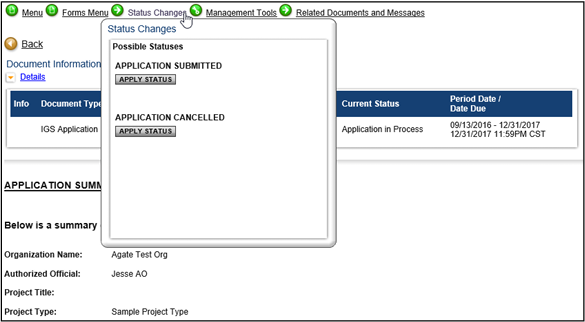 Menu Forms Menu Status Changes Management Tools Related Documents and Messages
Status Changes
Possible Statuses
APPLICATION SUBMITTED
APPLY STATUS
APPLICATION CANCELLED
APPLY STATUS
Back
Document Information
Details
Info Document Type Current Status Period Date /
Date Due
IGS Application Application in Process 09/13/2016 - 12/31/2017
12/31/2017 11:59PM CST
APPLICATION SUMM
Below is a summary
Organization Name: Agate Test Org
Authorized Official: Jesse AO
Project Title:
Project Type: Sample Project Type